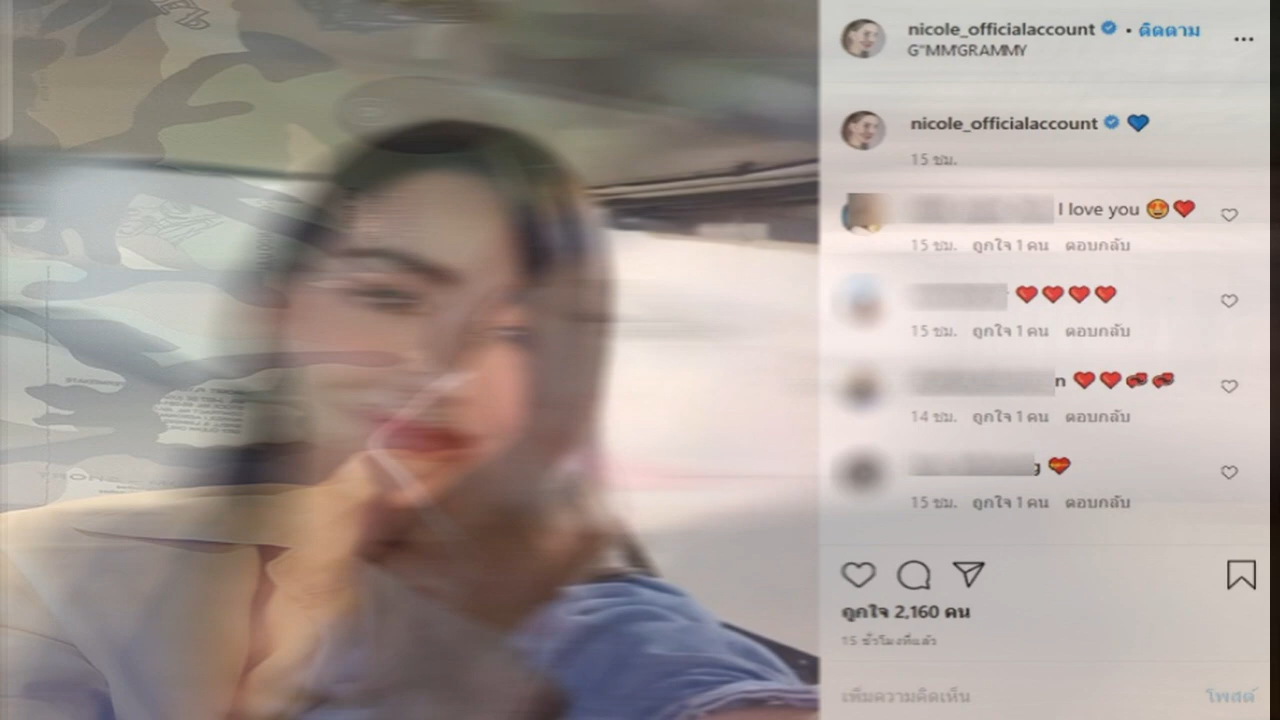 nicole_officialaccount • ติดตาม
G"MM'GRAMMY
nicole_officialaccount 💙
15 ชม.
I love you 😍❤️
15 ชม. ถูกใจ 1 คน ตอบกลับ
❤️❤️❤️❤️
15 ชม. ถูกใจ 1 คน ตอบกลับ
n ❤️❤️💞💞
14 ชม. ถูกใจ 1 คน ตอบกลับ
15 ชม. ถูกใจ 1 คน ตอบกลับ
ถูกใจ 2,160 คน
15 ชั่วโมงที่แล้ว
เพิ่มความคิดเห็น
โพสต์